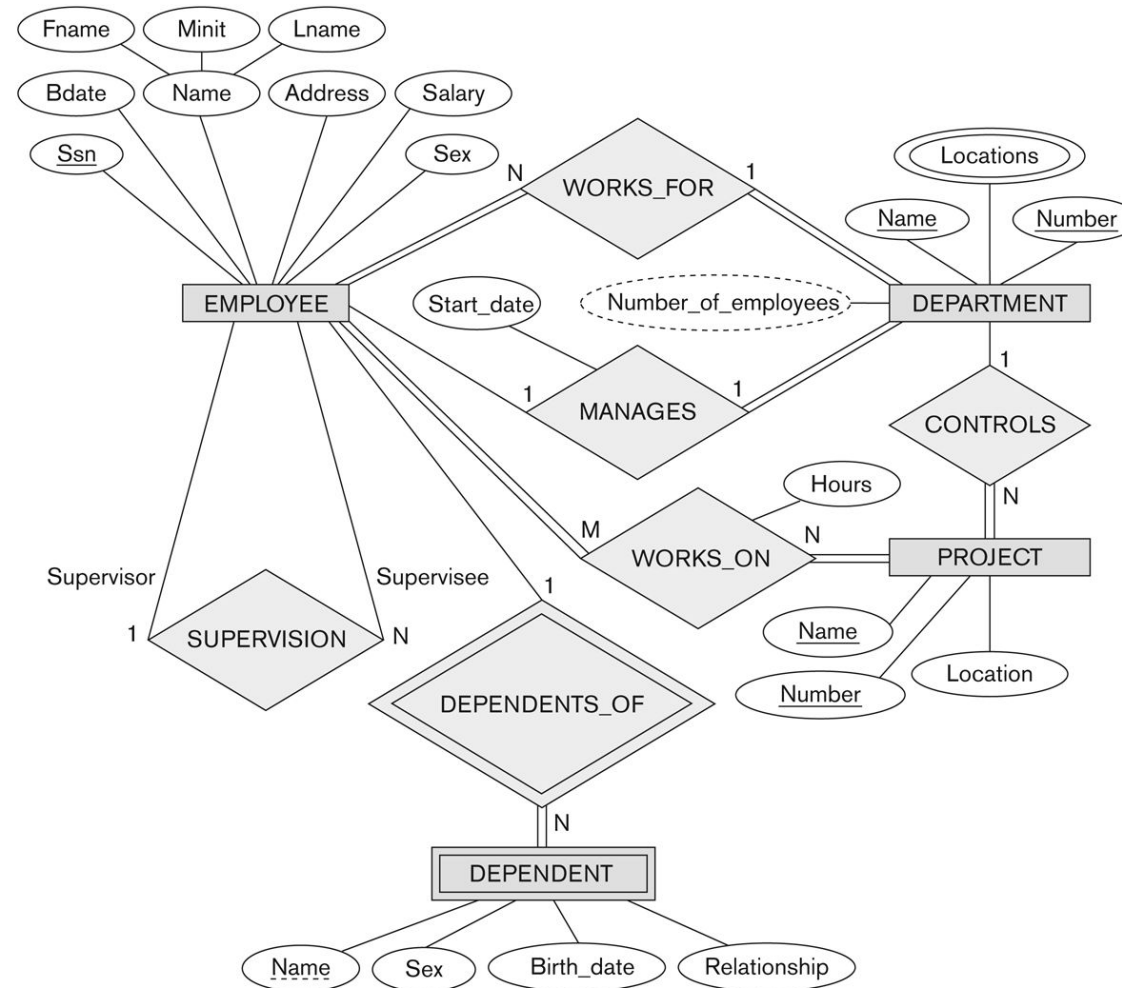 Fname
Minit
Lname
Bdate
Name
Address
Salary
Ssn
Sex
N
WORKS_FOR
1
Locations
Name
Number
EMPLOYEE
Start_date
Number_of_employees
DEPARTMENT
1
MANAGES
1
1
CONTROLS
N
Hours
M
WORKS_ON
N
PROJECT
Supervisor
Supervisee
1
SUPERVISION
N
1
Name
Number
Location
DEPENDENTS_OF
N
DEPENDENT
Name
Sex
Birth_date
Relationship